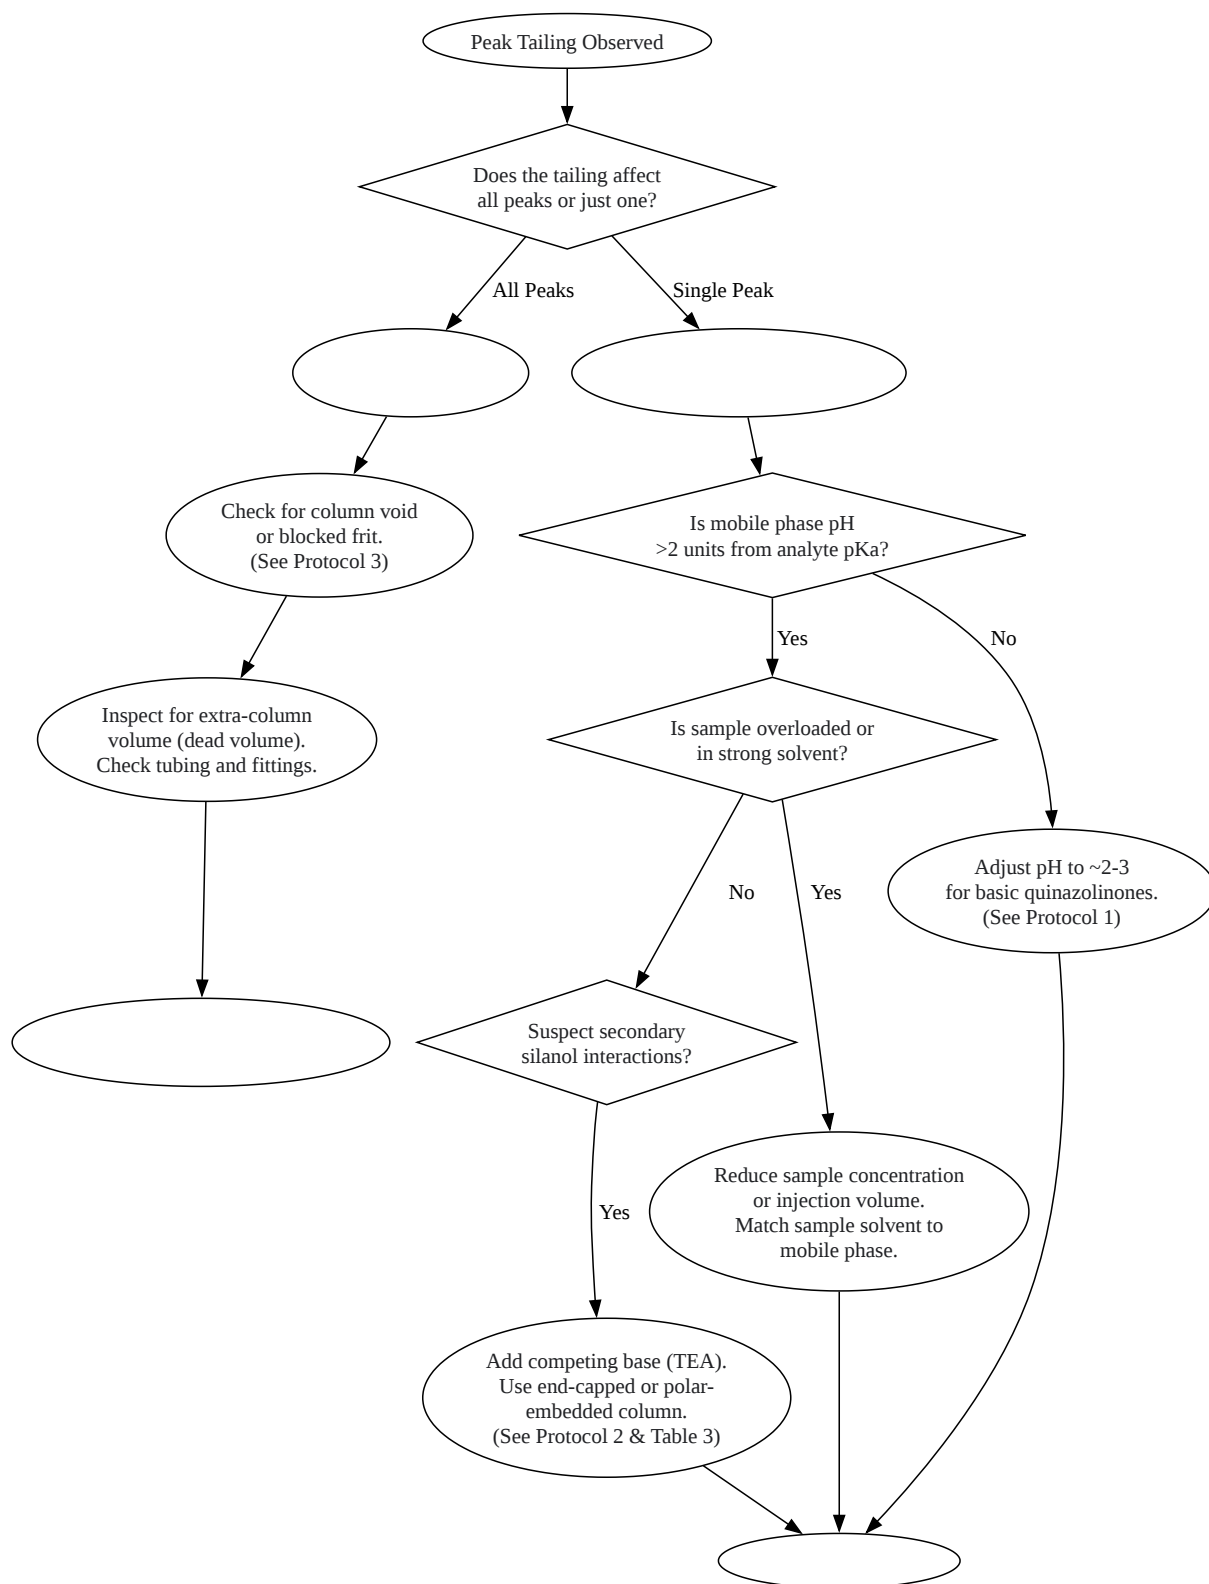 Peak Tailing Observed
Does the tailing affect
all peaks or just one?
All Peaks
Single Peak
Check for column void
or blocked frit.
(See Protocol 3)
Is mobile phase pH
>2 units from analyte pKa?
Yes
No
Inspect for extra-column
volume (dead volume).
Check tubing and fittings.
Is sample overloaded or
in strong solvent?
No
Yes
Adjust pH to ~2-3
for basic quinazolinones.
(See Protocol 1)
Suspect secondary
silanol interactions?
Yes
Reduce sample concentration
or injection volume.
Match sample solvent to
mobile phase.
Add competing base (TEA).
Use end-capped or polar-
embedded column.
(See Protocol 2 & Table 3)